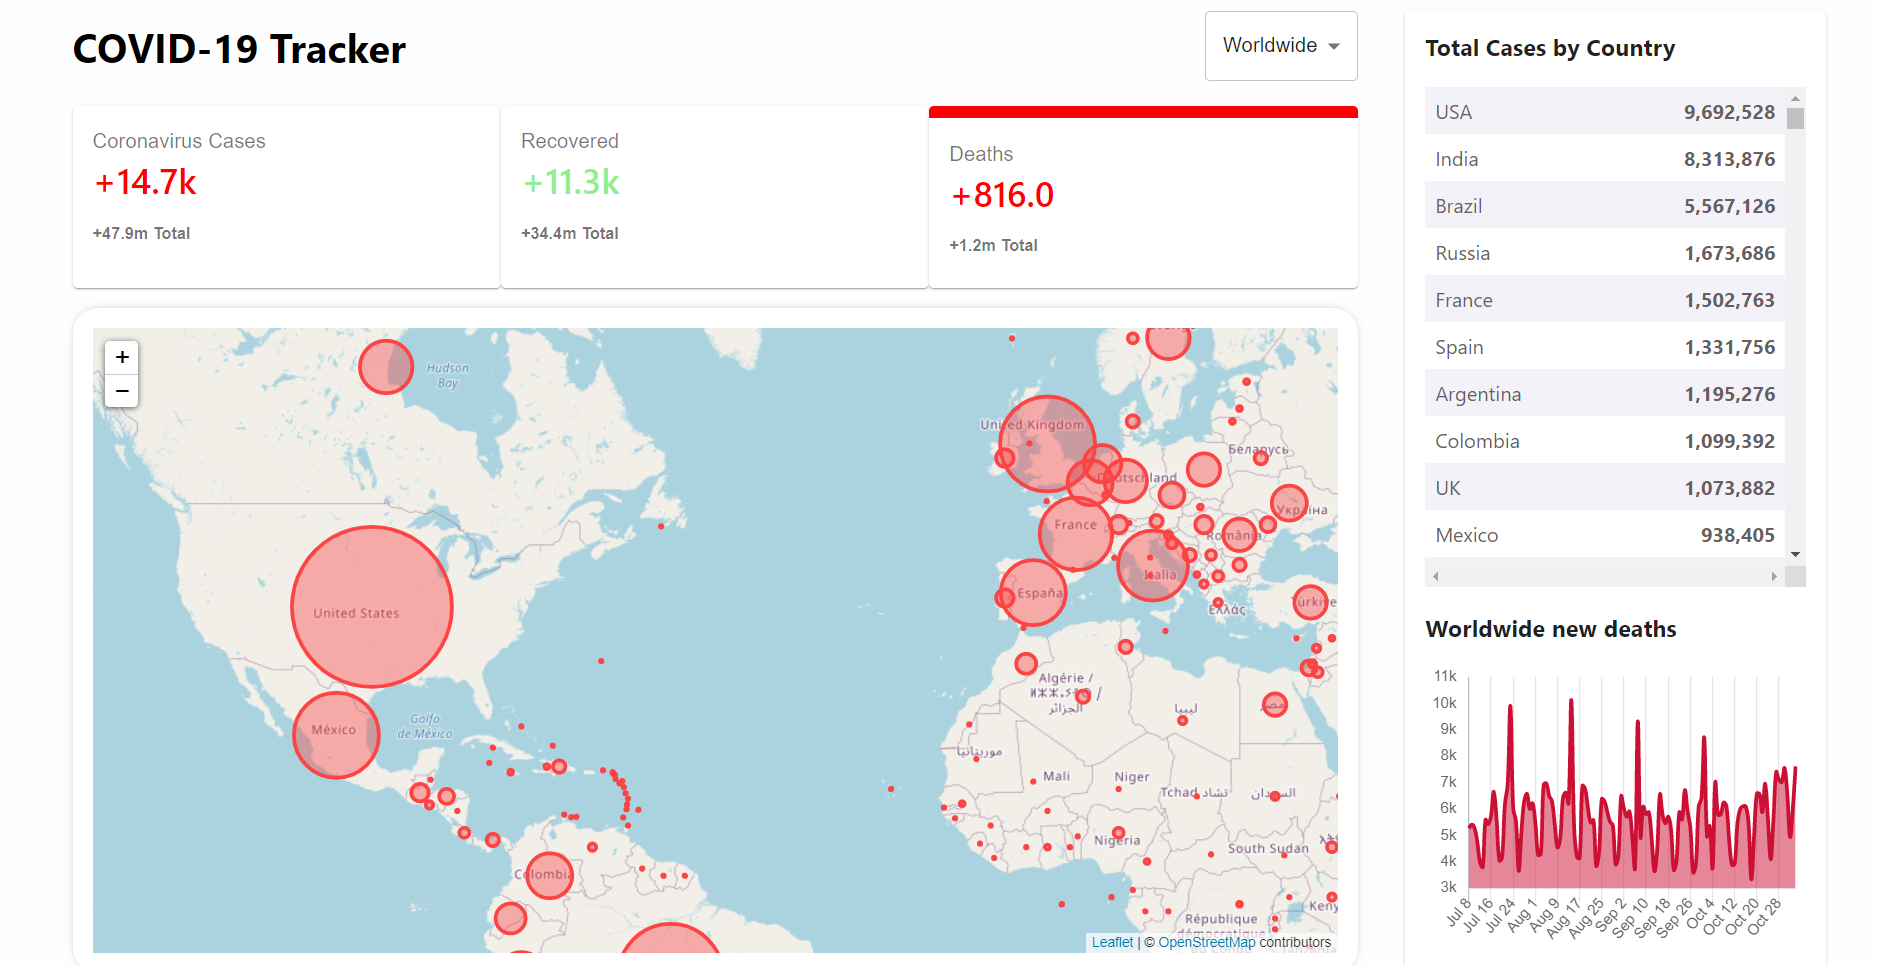 COVID-19 Tracker
Worldwide
Coronavirus Cases
+14.7k
+47.9m Total
Recovered
+11.3k
+34.4m Total
Deaths
+816.0
+1.2m Total
+
−
Hudson
Bay
United Kingdom
Беларусь
Deutschland
Україна
France
România
Italia
España
Ελλάς
Türkiye
United States
México
Golfo
de México
Algérie /
ⵍⵣⵣⴰⵢⴻⵔ /
الجزائر
ليبيا
مصر
موريتانيا
Mali
Niger
Tchad تشاد
السودان
Nigeria
South Sudan
Colombia
République
démocratique
du Congo
Kenya
Tanzania
Leaflet | © OpenStreetMap contributors
Total Cases by Country
USA 9,692,528
India 8,313,876
Brazil 5,567,126
Russia 1,673,686
France 1,502,763
Spain 1,331,756
Argentina 1,195,276
Colombia 1,099,392
UK 1,073,882
Mexico 938,405
Worldwide new deaths
11k
10k
9k
8k
7k
6k
5k
4k
3k
Jul 8
Jul 16
Jul 24
Aug 1
Aug 9
Aug 17
Aug 25
Sep 2
Sep 10
Sep 18
Sep 26
Oct 4
Oct 12
Oct 20
Oct 28